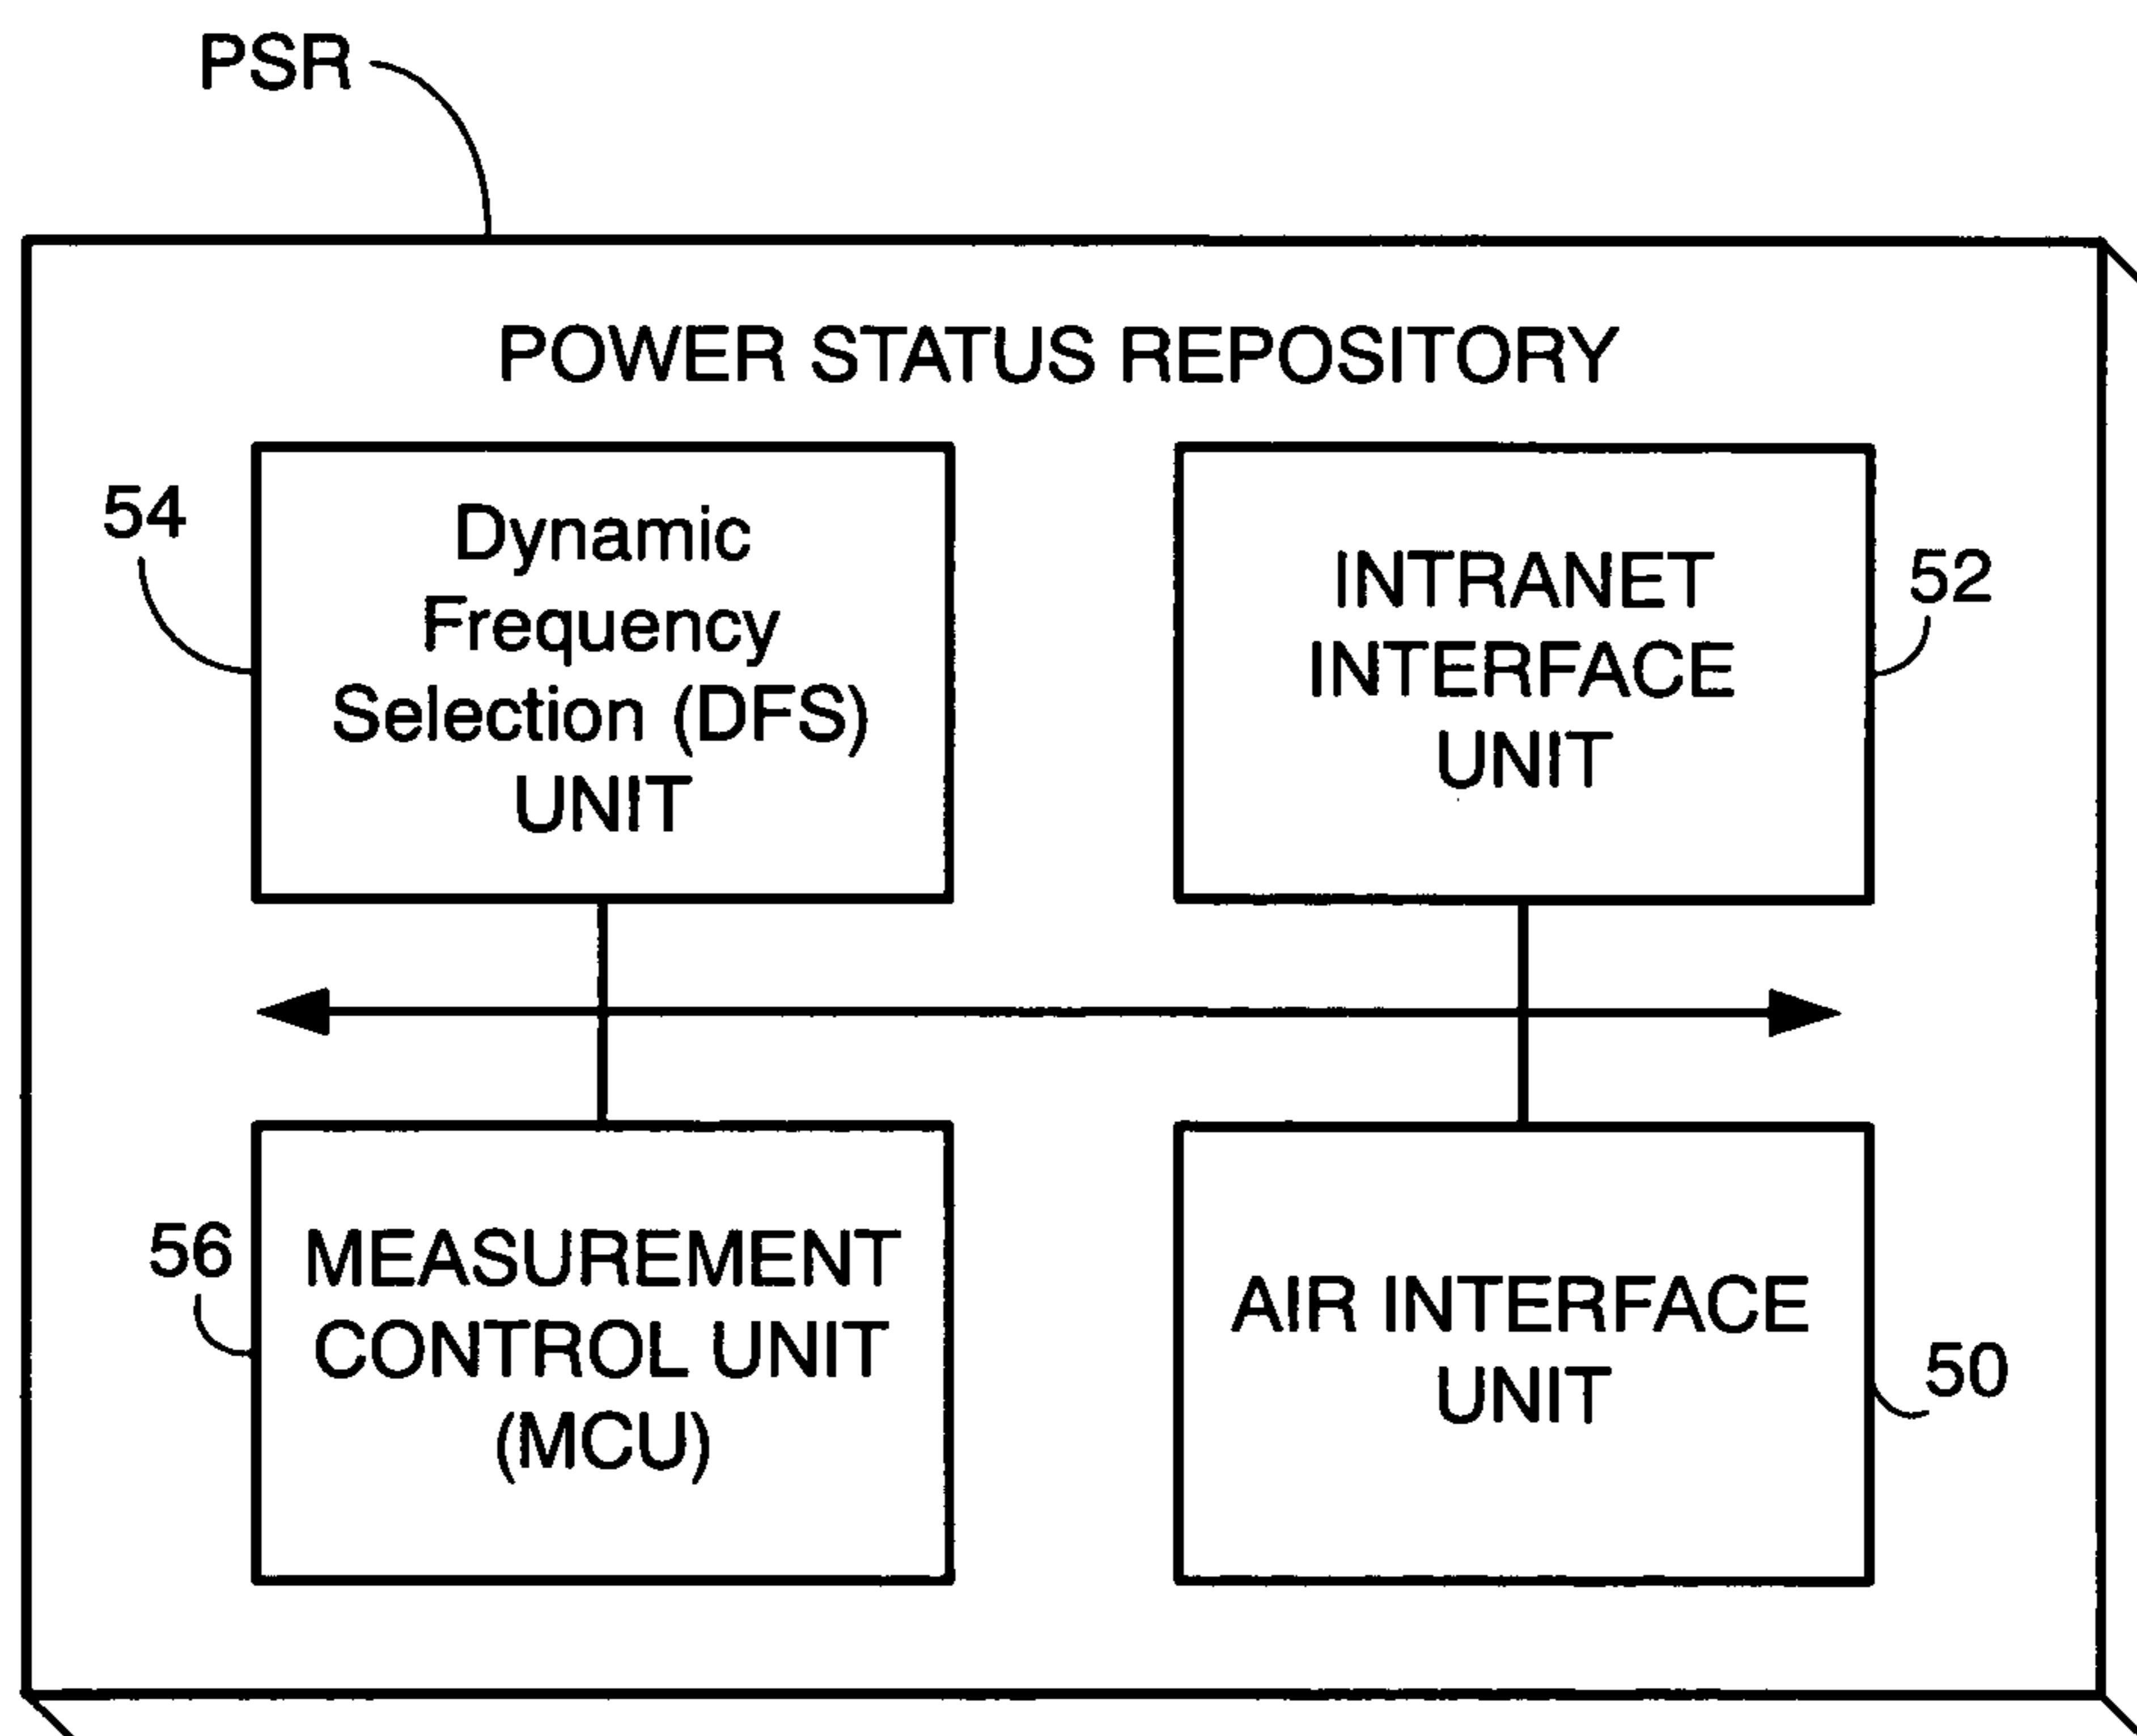 PSR
POWER STATUS REPOSITORY
54
Dynamic
Frequency
Selection (DFS)
UNIT
INTRANET
INTERFACE
UNIT
52
56
MEASUREMENT
CONTROL UNIT
(MCU)
AIR INTERFACE
UNIT
50